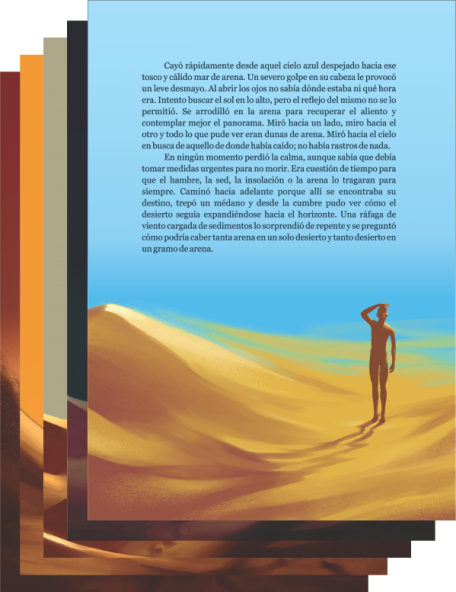 Cayó rápidamente desde aquel cielo azul despejado hacia ese
tosco y cálido mar de arena. Un severo golpe en su cabeza le provocó
un leve desmayo. Al abrir los ojos no sabía dónde estaba ni qué hora
era. Intento buscar el sol en lo alto, pero el reflejo del mismo no se lo
permitió. Se arrodilló en la arena para recuperar el aliento y
contemplar mejor el panorama. Miró hacia un lado, miro hacia el
otro y todo lo que pude ver eran dunas de arena. Miró hacia el cielo
en busca de aquello de donde había caído; no había rastros de nada.
En ningún momento perdió la calma, aunque sabía que debía
tomar medidas urgentes para no morir. Era cuestión de tiempo para
que el hambre, la sed, la insolación o la arena lo tragaran para
siempre. Caminó hacia adelante porque allí se encontraba su
destino, trepó un médano y desde la cumbre pudo ver cómo el
desierto seguía expandiéndose hacia el horizonte. Una ráfaga de
viento cargada de sedimentos lo sorprendió de repente y se preguntó
cómo podría caber tanta arena en un solo desierto y tanto desierto en
un gramo de arena.